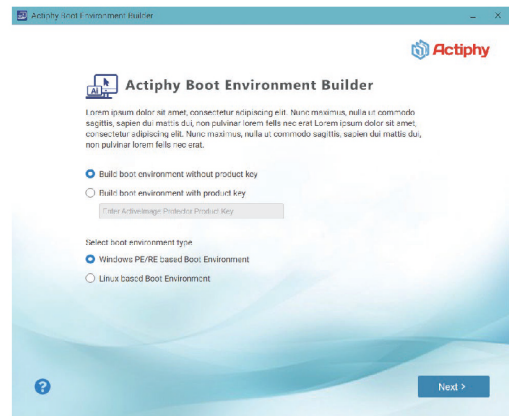 Actiphy Boot Environment Builder
Actiphy
AI
Actiphy Boot Environment Builder
Lorem ipsum dolor sit amet, consectetur adipiscing elit. Nunc maximus, nulla ut commodo
sagittis, sapien dui mattis dui, non pulvinar lorem felis nec erat Lorem ipsum dolor sit amet,
consectetur adipiscing elit. Nunc maximus, nulla ut commodo sagittis, sapien dui mattis dui,
non pulvinar lorem felis nec erat.
Build boot environment without product key
Build boot environment with product key
Enter ActiveImage Protector Product Key
Select boot environment type
Windows PE/RE based Boot Environment
Linux based Boot Environment
?
Next >